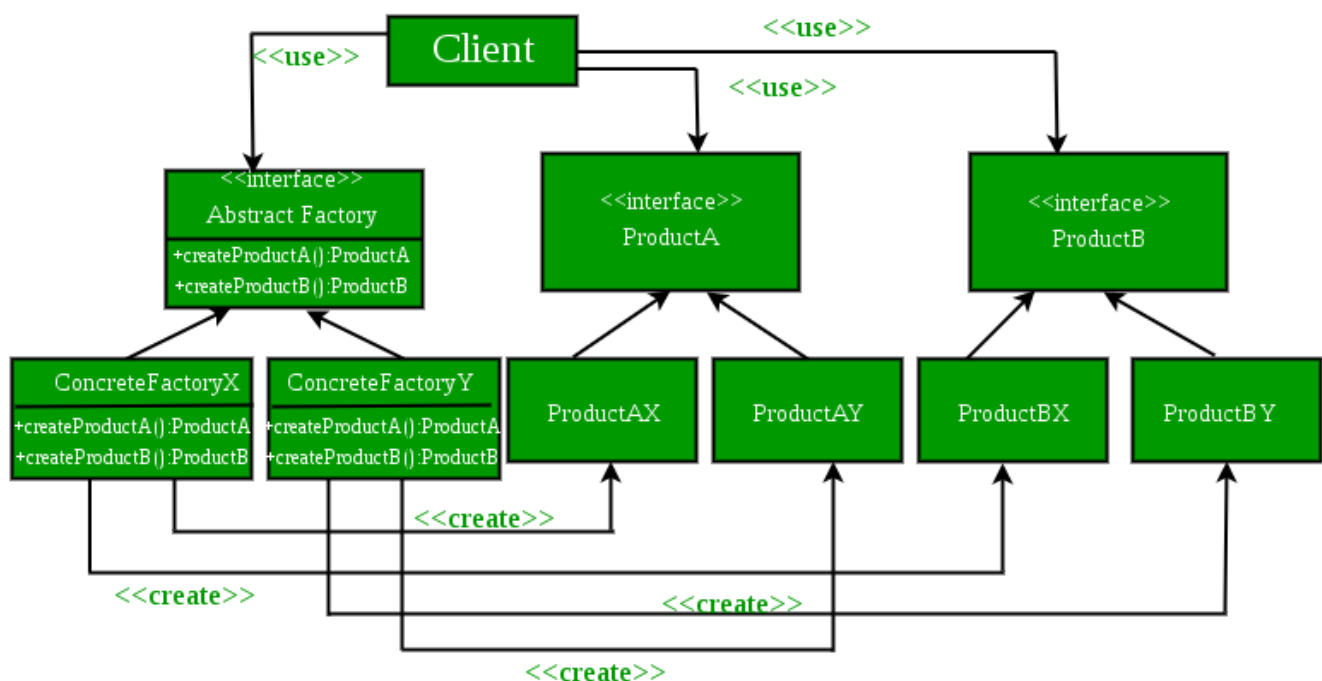 Client
<<use>>
<<use>>
<<use>>
<<interface>>
Abstract Factory
+createProductA():ProductA
+createProductB():ProductB
<<interface>>
ProductA
<<interface>>
ProductB
ConcreteFactoryX
+createProductA():ProductA
+createProductB():ProductB
ConcreteFactoryY
+createProductA():ProductA
+createProductB():ProductB
ProductAX
ProductAY
ProductBX
ProductBY
<<create>>
<<create>>
<<create>>
<<create>>